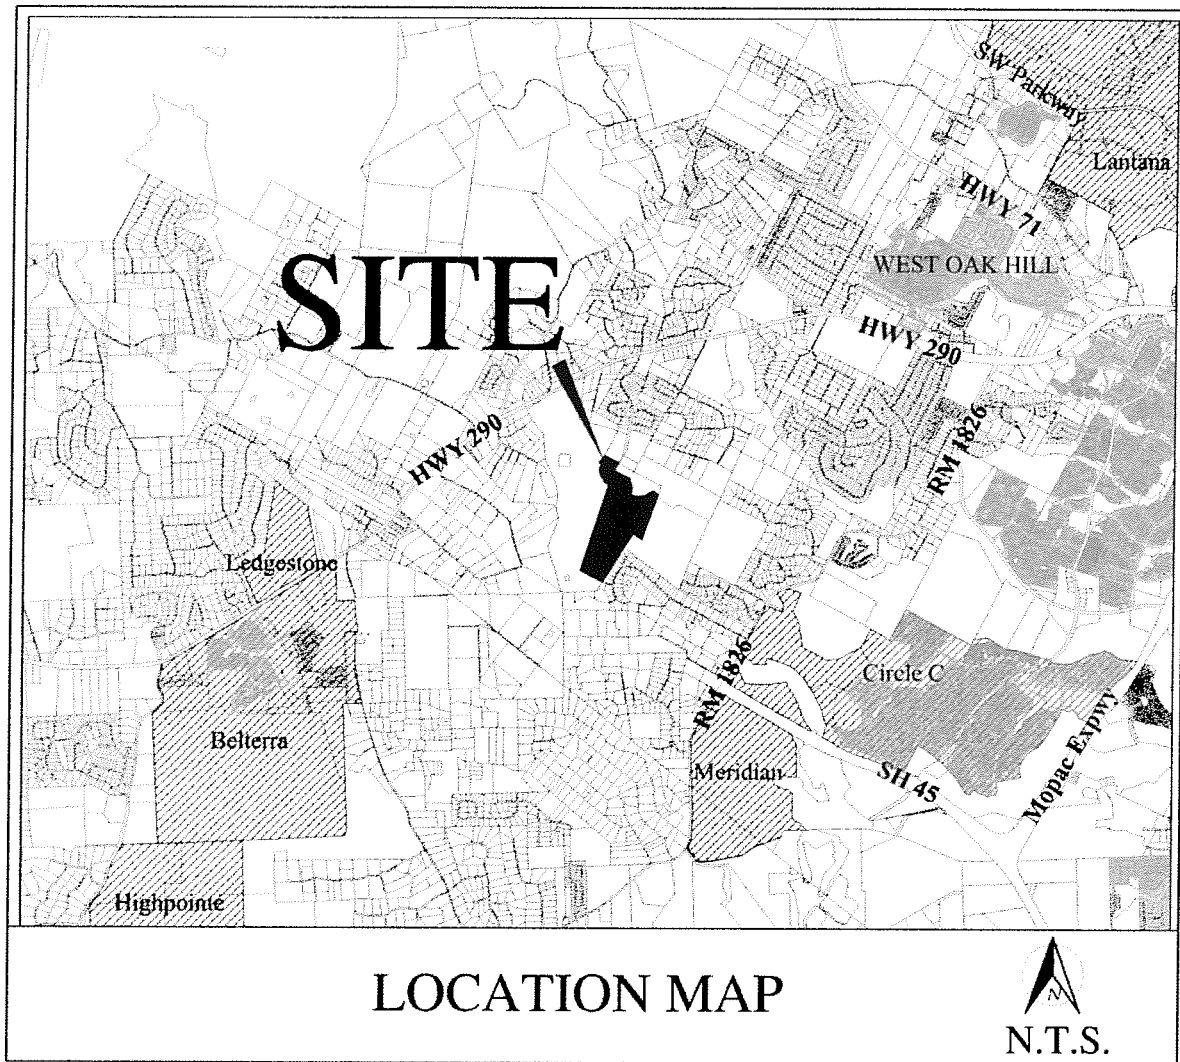 SW Parkway
Lantana
HWY 71
WEST OAK HILL
SITE
HWY 290
HWY 290
RM 1826
Ledgestone
RM 1826
Circle C
Belterra
Meridian
SH 45
Mopac Expwy
Highpointe
LOCATION MAP
N
N.T.S.